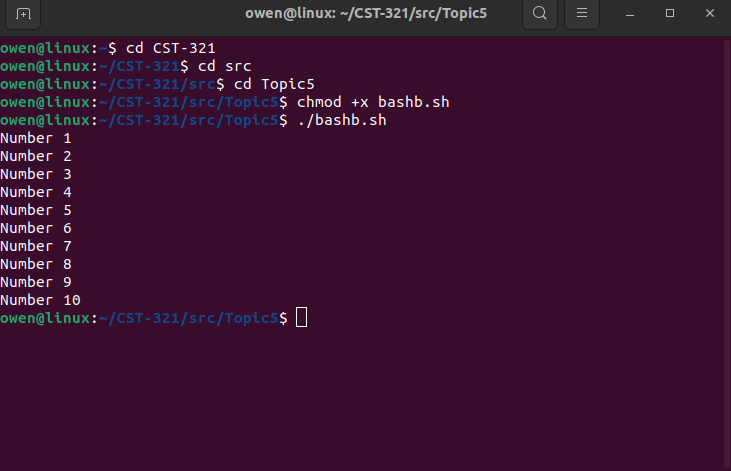 owen@linux: ~/CST-321/src/Topic5
owen@linux:~$ cd CST-321
owen@linux:~/CST-321$ cd src
owen@linux:~/CST-321/src$ cd Topic5
owen@linux:~/CST-321/src/Topic5$ chmod +x bashb.sh
owen@linux:~/CST-321/src/Topic5$ ./bashb.sh
Number 1
Number 2
Number 3
Number 4
Number 5
Number 6
Number 7
Number 8
Number 9
Number 10
owen@linux:~/CST-321/src/Topic5$